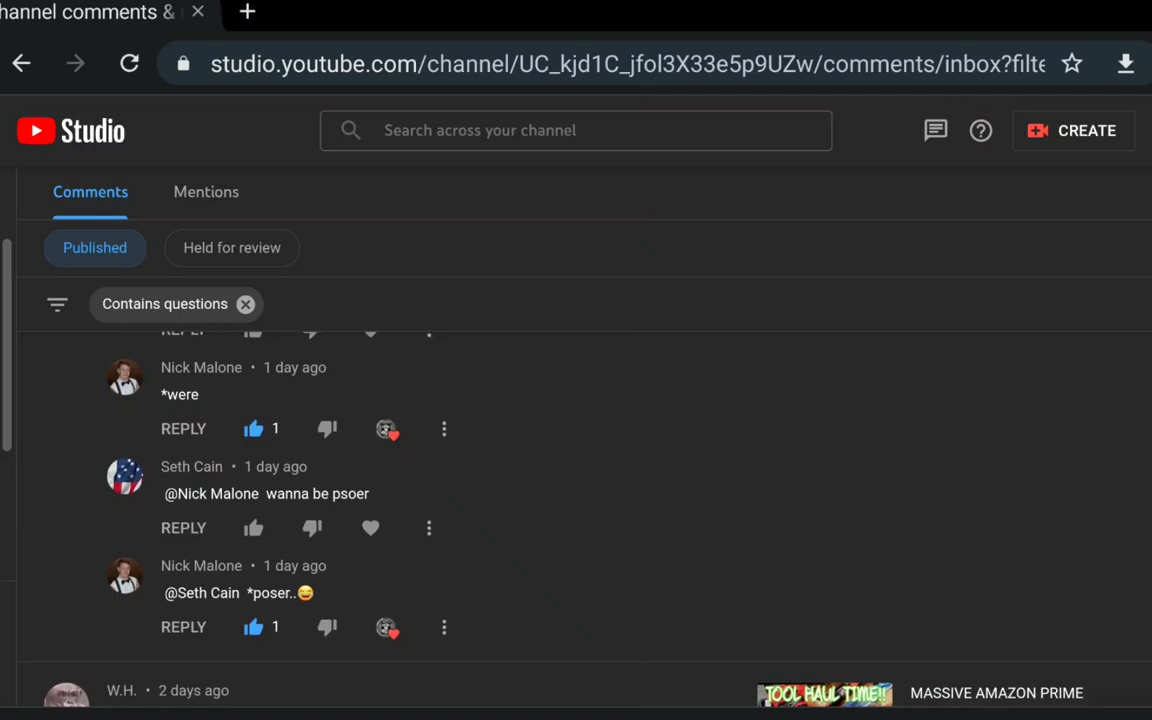 hannel comments &
studio.youtube.com/channel/UC_kjd1C_jfol3X33e5p9UZw/comments/inbox?filte
Studio
Search across your channel
CREATE
Comments Mentions
Published Held for review
Contains questions
REPLY
Nick Malone • 1 day ago
*were
REPLY 1
Seth Cain • 1 day ago
@Nick Malone wanna be psoer
REPLY
Nick Malone • 1 day ago
@Seth Cain *poser..😅
REPLY 1
W.H. • 2 days ago
TOOL HAUL TIME!! MASSIVE AMAZON PRIME